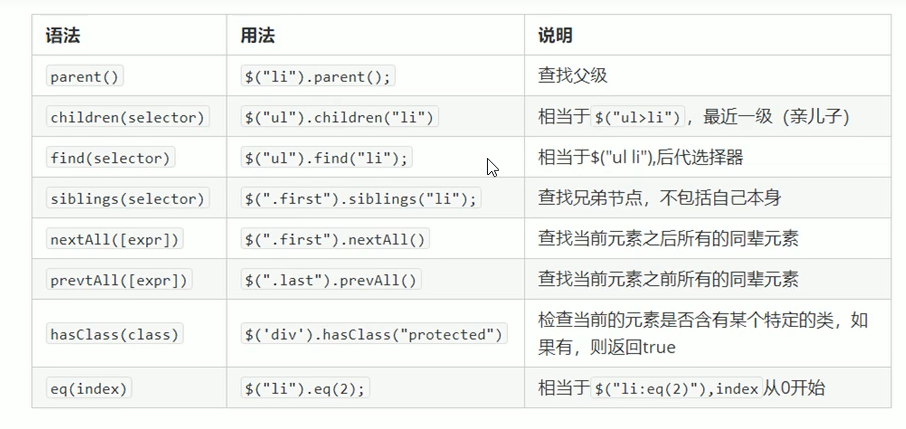 语法 用法 说明
parent() $("li").parent(); 查找父级
children(selector) $("ul").children("li") 相当于$("ul>li")，最近一级（亲儿子）
find(selector) $("ul").find("li"); 相当于$("ul li"),后代选择器
siblings(selector) $(".first").siblings("li"); 查找兄弟节点，不包括自己本身
nextAll([expr]) $(".first").nextAll() 查找当前元素之后所有的同辈元素
prevtAll([expr]) $(".last").prevAll() 查找当前元素之前所有的同辈元素
hasClass(class) $('div').hasClass("protected") 检查当前的元素是否含有某个特定的类，如
果有，则返回true
eq(index) $("li").eq(2); 相当于$("li:eq(2)"),index从0开始